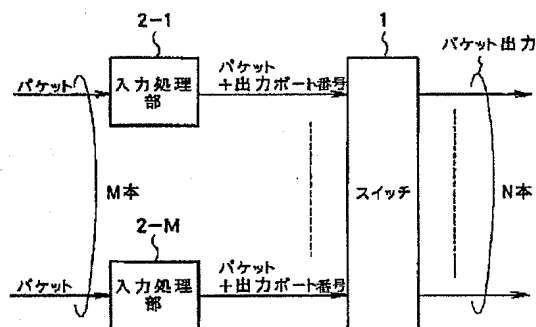 2-1
1
パケット出力
パケット
入力処理
部
パケット
+出力ポート番号
M本
スイッチ
N本
2-M
パケット
入力処理
部
パケット
+出力ポート番号